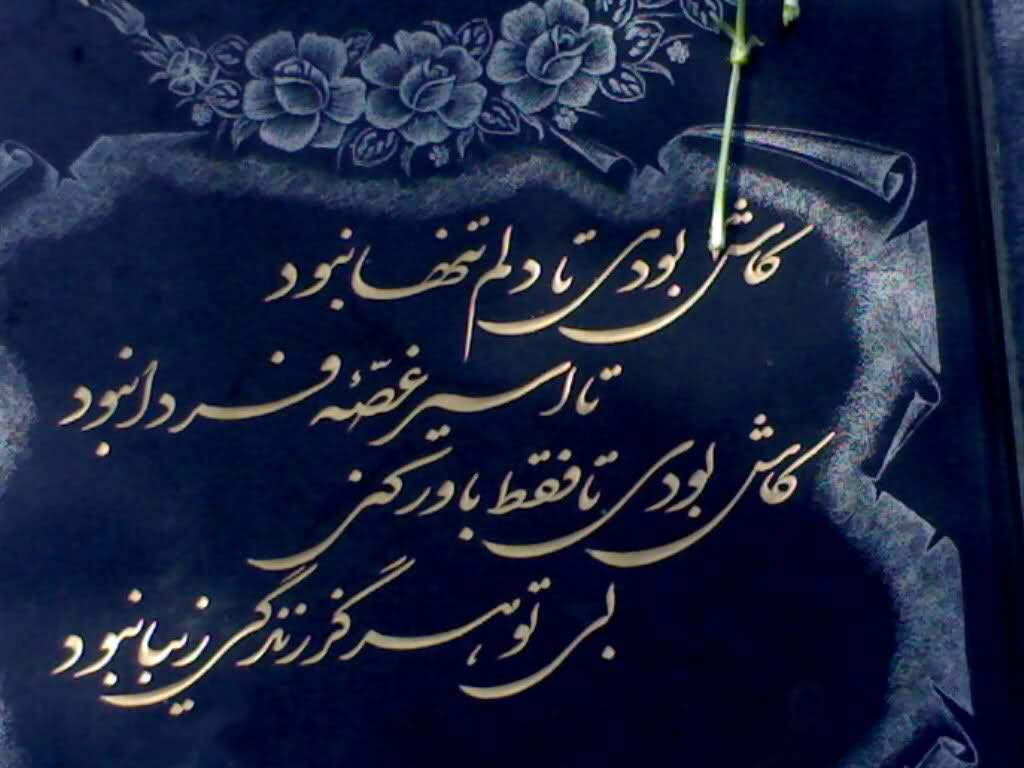 کاش بودی تا دلم تنها نبود
تا اسیر غصّهٔ فردا نبود
کاش بودی تا فقط باور کنی
بی تو هرگز زندگی زیبا نبود